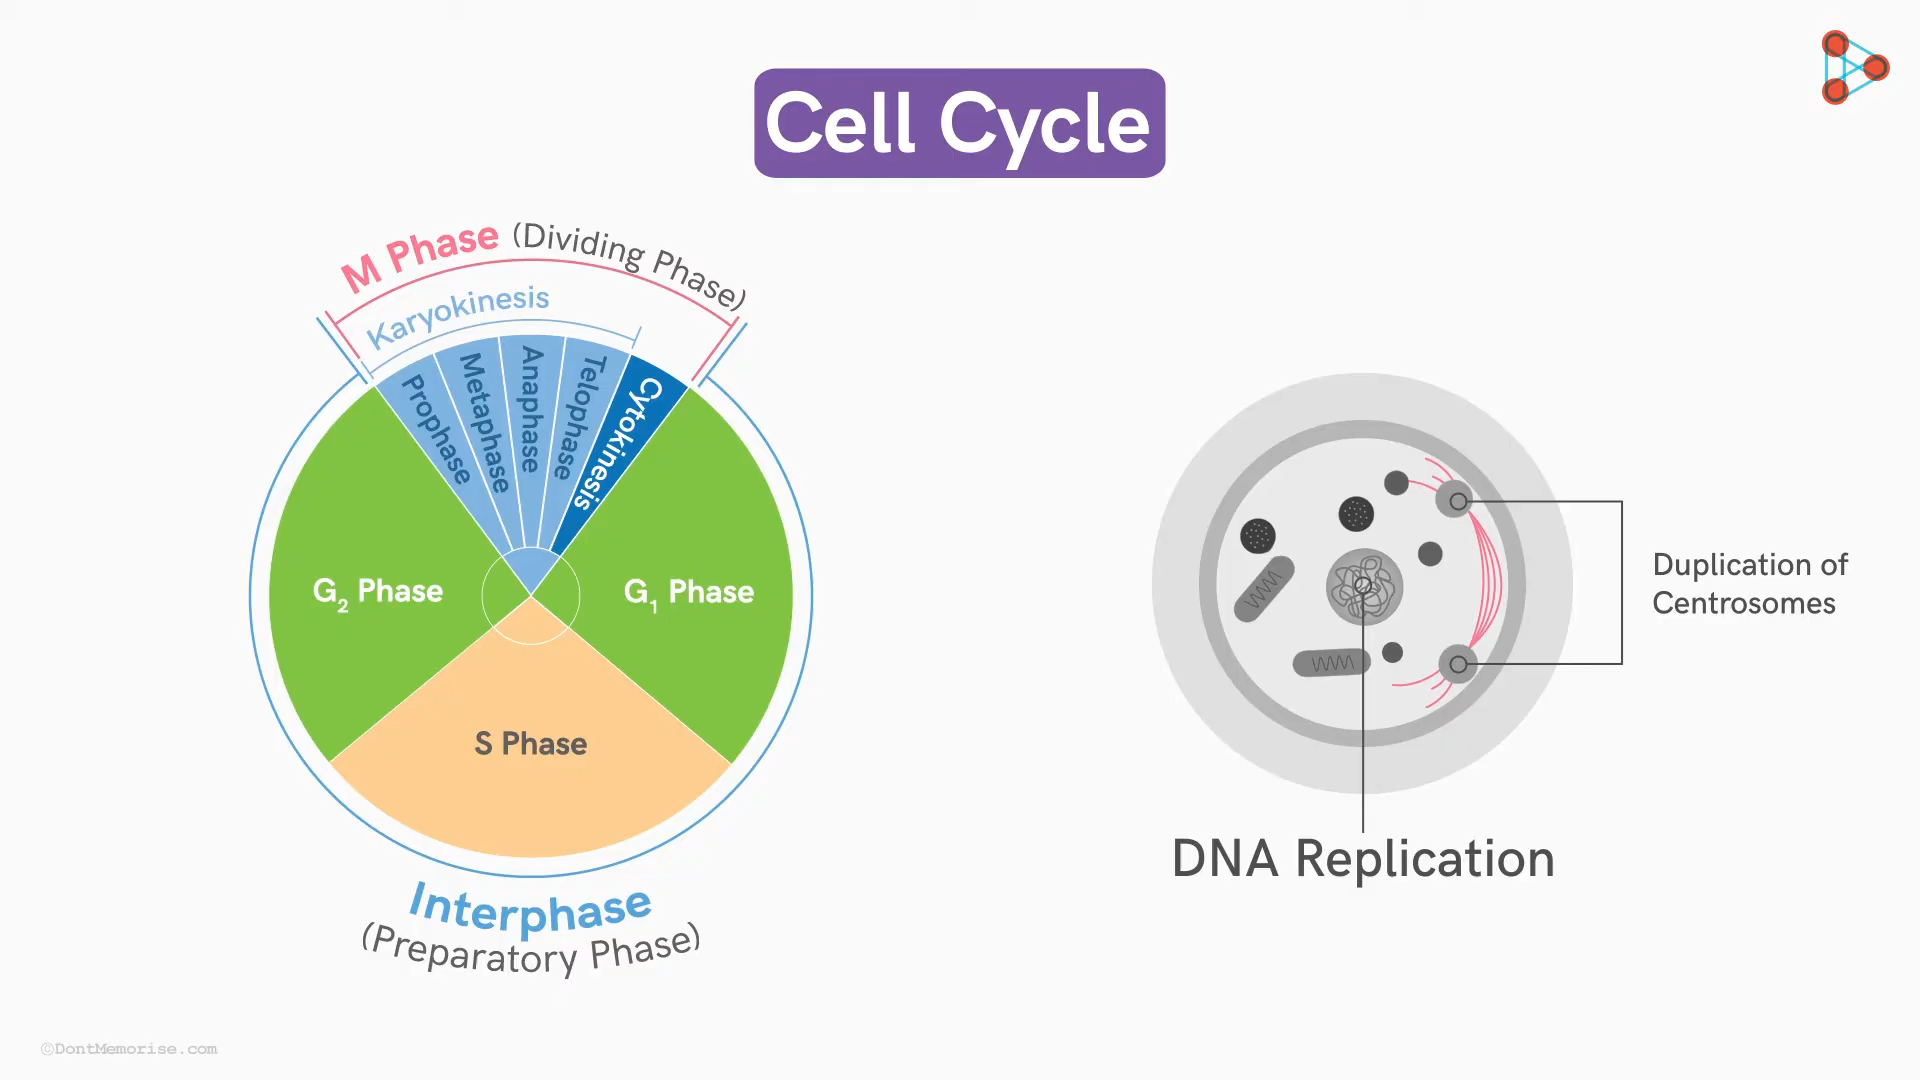 Cell Cycle
M Phase (Dividing Phase)
Karyokinesis
Prophase
Metaphase
Anaphase
Telophase
Cytokinesis
G₂ Phase
G₁ Phase
S Phase
Interphase
(Preparatory Phase)
Duplication of
Centrosomes
DNA Replication
©DontMemorise.com